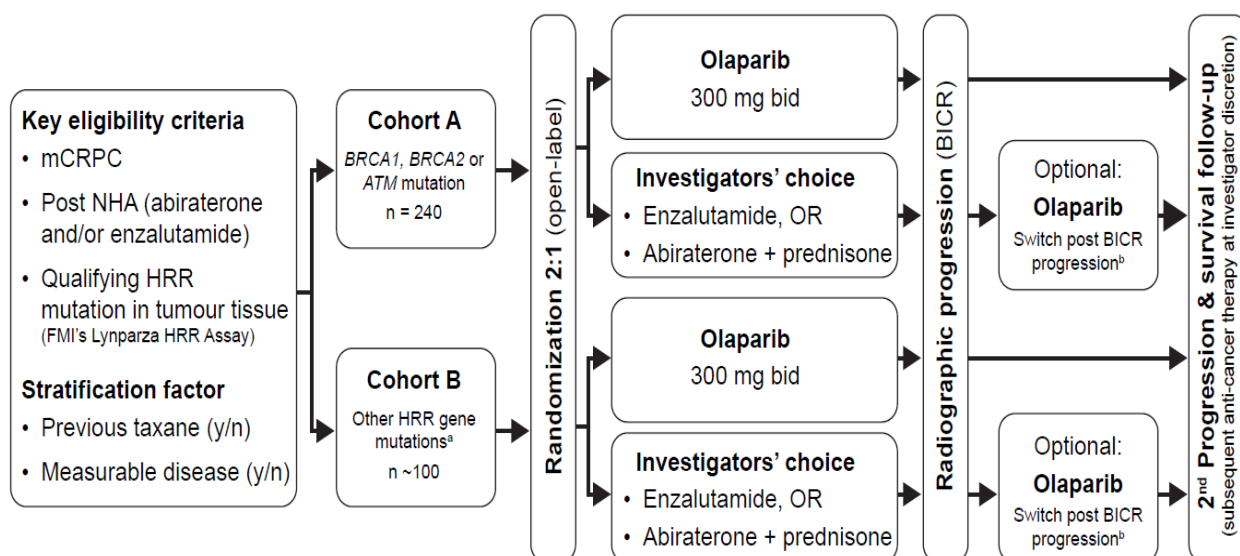 Key eligibility criteria
• mCRPC
• Post NHA (abiraterone
and/or enzalutamide)
• Qualifying HRR
mutation in tumour tissue
(FMI's Lynparza HRR Assay)
Stratification factor
• Previous taxane (y/n)
• Measurable disease (y/n)
Cohort A
BRCA1, BRCA2 or
ATM mutation
n = 240
Cohort B
Other HRR gene
mutationsᵃ
n ~100
Randomization 2:1 (open-label)
Olaparib
300 mg bid
Investigators' choice
• Enzalutamide, OR
• Abiraterone + prednisone
Olaparib
300 mg bid
Investigators' choice
• Enzalutamide, OR
• Abiraterone + prednisone
Radiographic progression (BICR)
Optional:
Olaparib
Switch post BICR
progressionᵇ
Optional:
Olaparib
Switch post BICR
progressionᵇ
2ⁿᵈ Progression & survival follow-up
(subsequent anti-cancer therapy at investigator discretion)